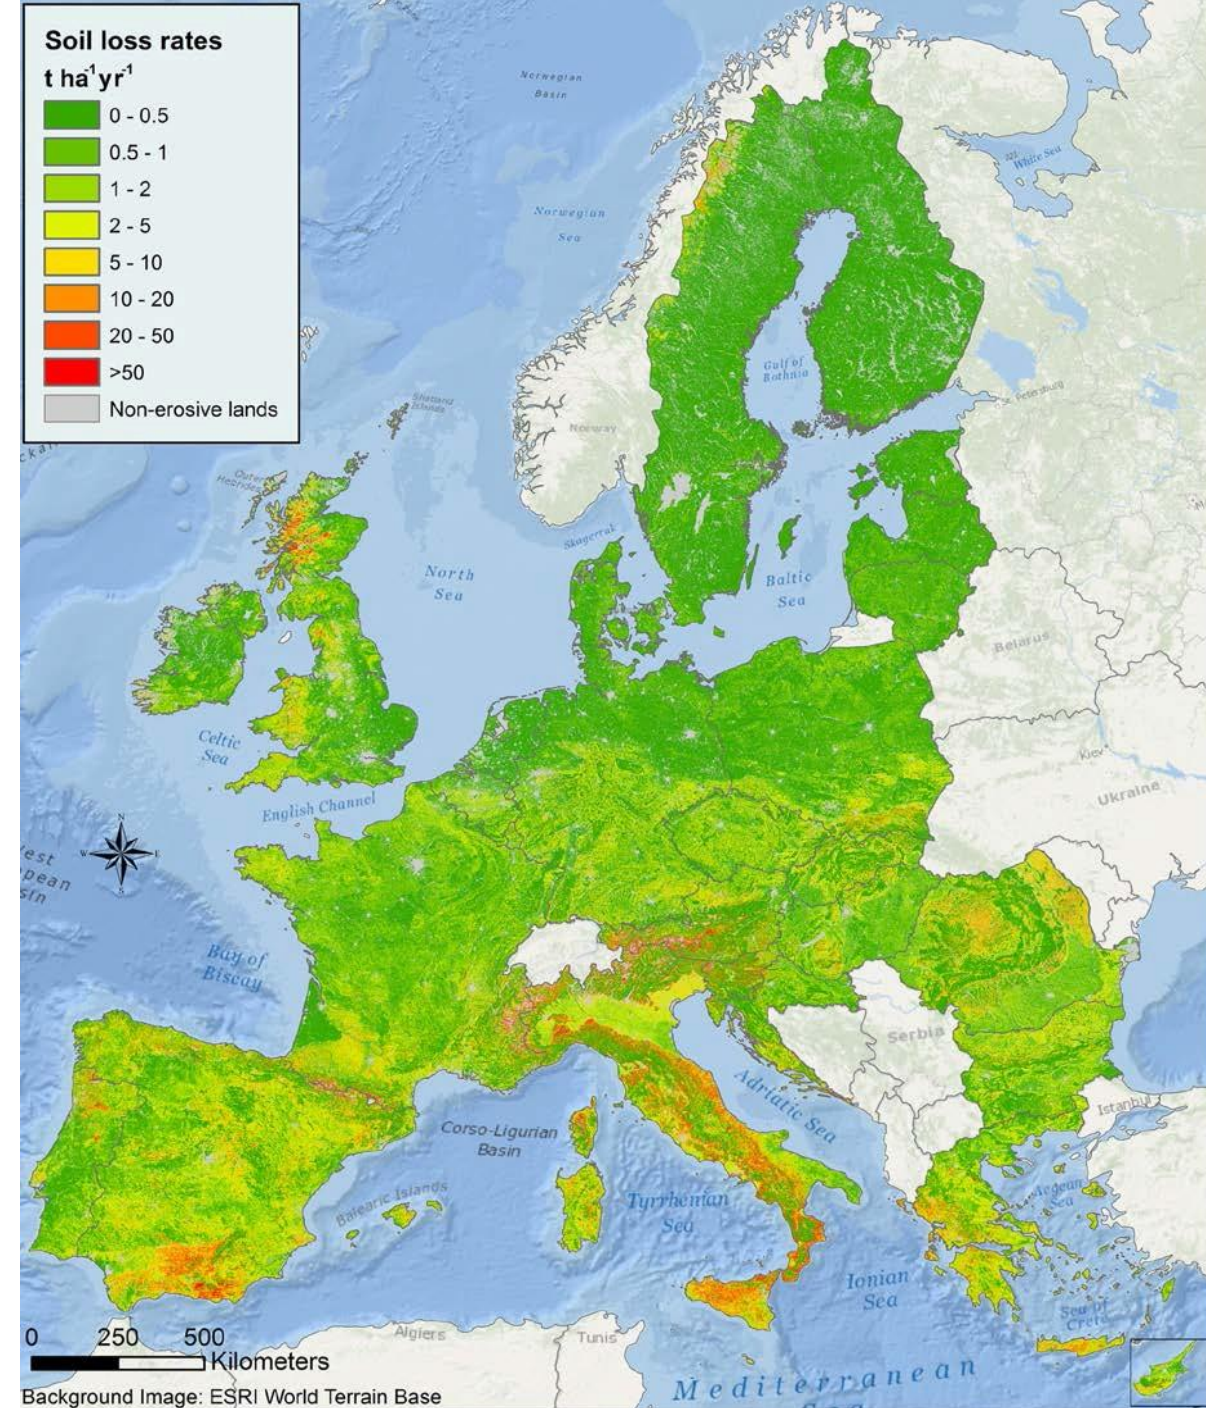 Soil loss rates
t ha-1 yr-1
0 - 0.5
0.5 - 1
1 - 2
2 - 5
5 - 10
10 - 20
20 - 50
>50
Non-erosive lands
Norwegian
Basin
White Sea
Norwegian
Sea
Gulf of
Bothnia
St. Petersburg
Shetland
Islands
Norway
Outer
Hebrides
Skagerrak
North
Sea
Baltic
Sea
Belarus
Celtic
Sea
Kiev
Ukraine
English Channel
N
W
E
S
Bay of
Biscay
Serbia
Adriatic Sea
Istanbul
Corso-Ligurian
Basin
Balearic Islands
Tyrrhenian
Sea
Aegean
Sea
Ionian
Sea
Sea of
Crete
0 250 500
Kilometers
Algiers
Tunis
Mediterranean
Background Image: ESRI World Terrain Base